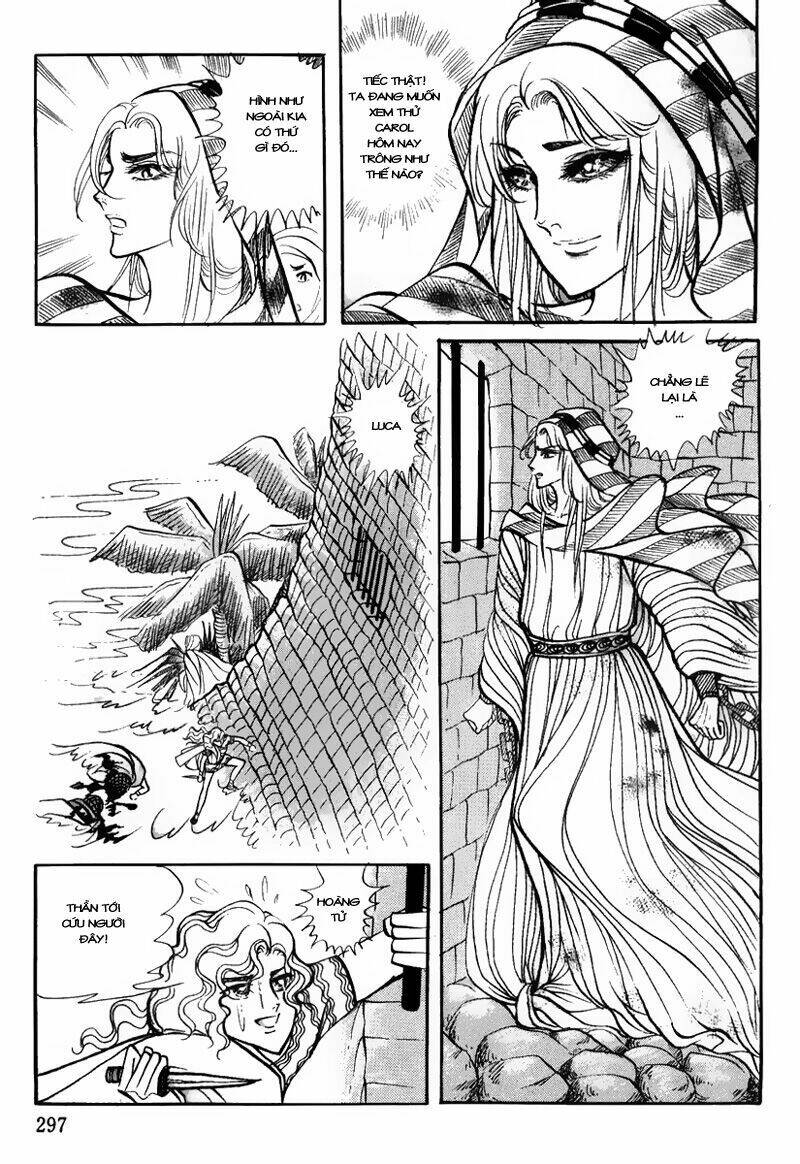 HÌNH NHƯ
NGOÀI KIA
CÓ THỨ
GÌ ĐÓ...
TIẾC THẬT!
TA ĐANG MUỐN
XEM THỬ
CAROL
HÔM NAY
TRÔNG NHƯ
THẾ NÀO?
LUCA
CHẲNG LẼ
LẠI LÀ
...
THẦN TỚI
CỨU NGƯỜI
ĐÂY!
HOÀNG
TỬ
297